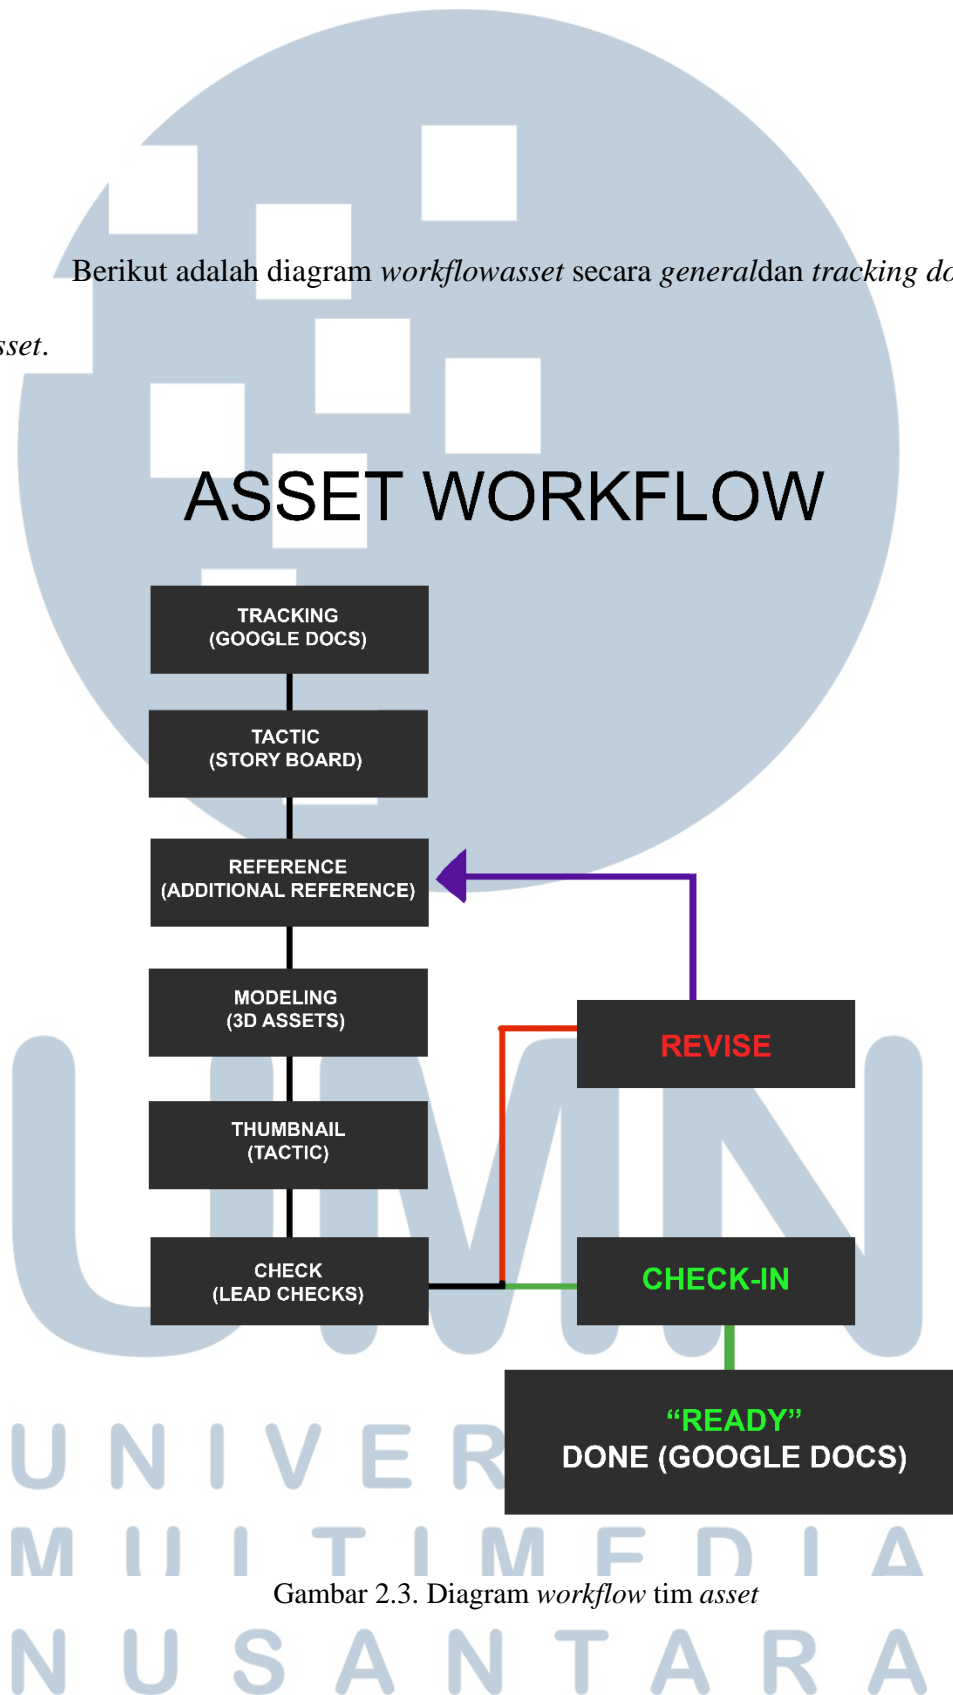 Berikut adalah diagram workflowasset secara generaldan tracking do
sset.
ASSET WORKFLOW
TRACKING
(GOOGLE DOCS)
TACTIC
(STORY BOARD)
REFERENCE
(ADDITIONAL REFERENCE)
MODELING
(3D ASSETS)
REVISE
THUMBNAIL
(TACTIC)
CHECK
(LEAD CHECKS)
CHECK-IN
“READY”
DONE (GOOGLE DOCS)
UMN
UNIVER
MULTIMEDIA
Gambar 2.3. Diagram workflow tim asset
NUSANTARA